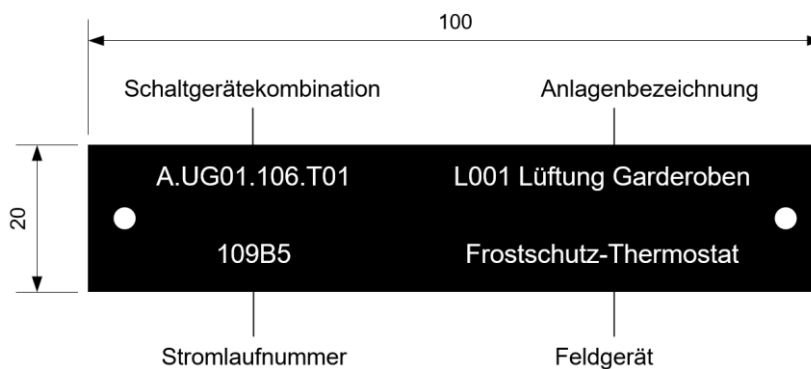 100
Schaltgerätekombination Anlagenbezeichnung
20
A.UG01.106.T01 L001 Lüftung Garderoben
109B5 Frostschutz-Thermostat
Stromlaufnummer Feldgerät